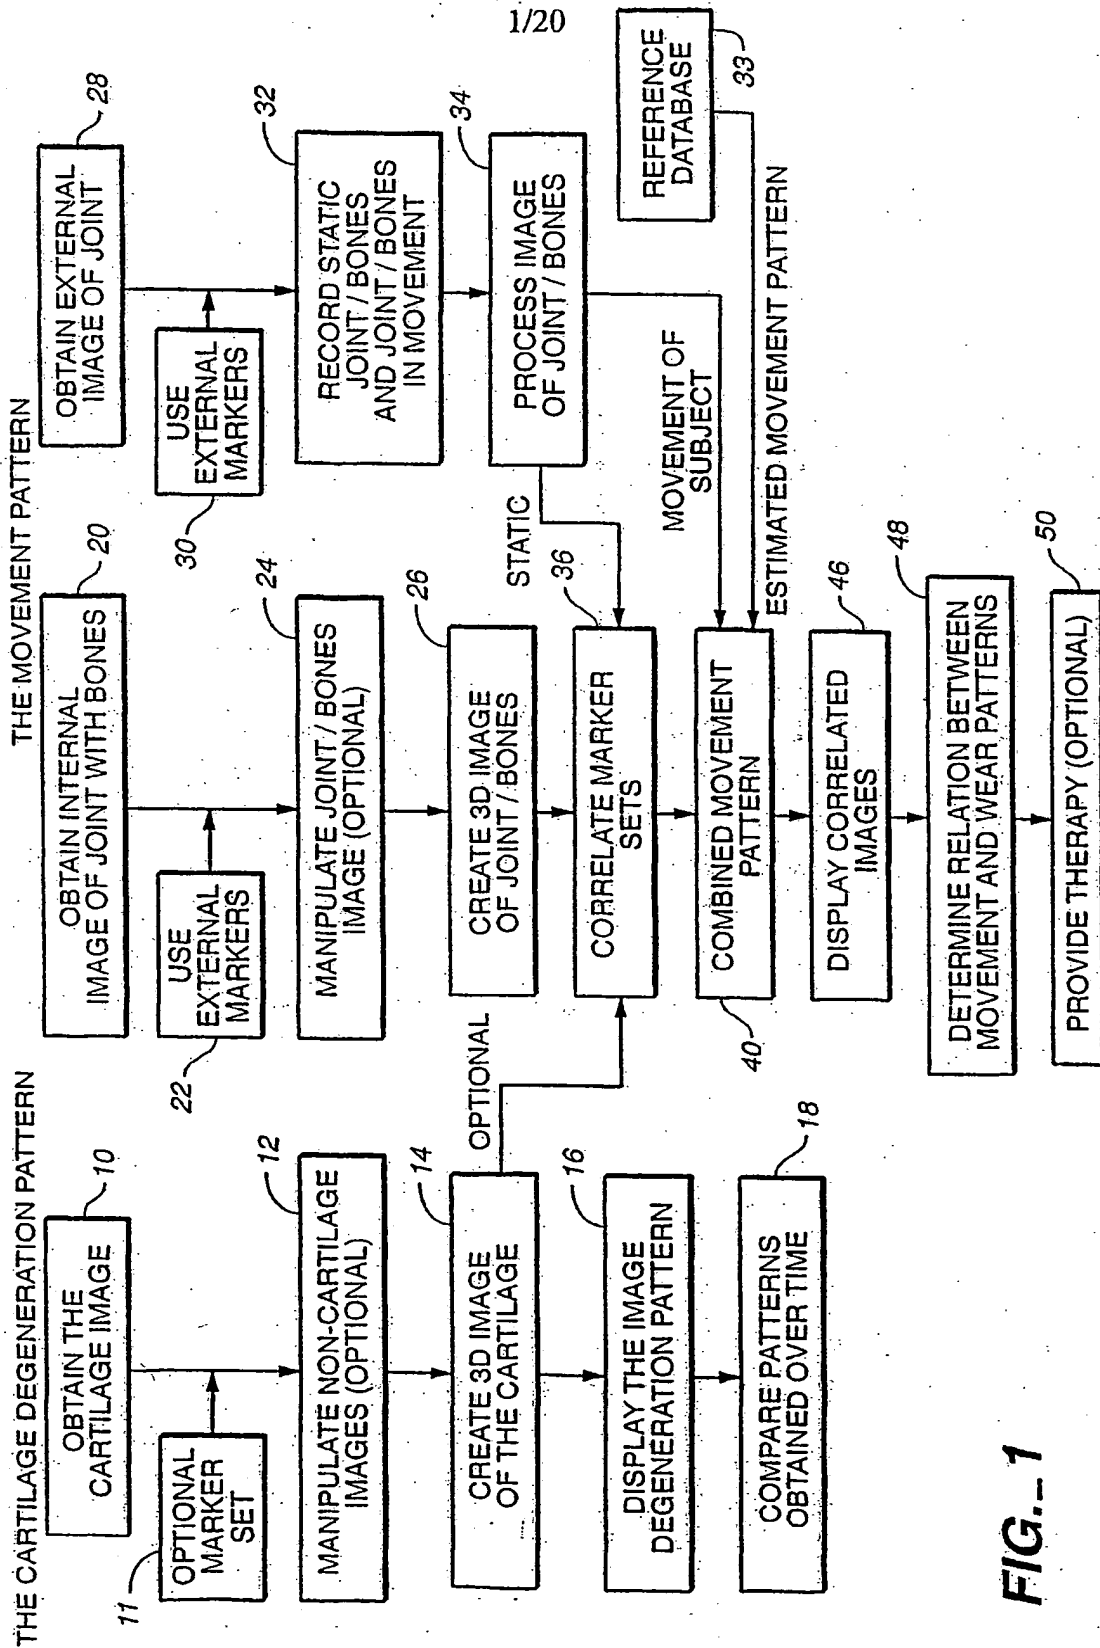 1/20
THE CARTILAGE DEGENERATION PATTERN
10
OBTAIN THE
CARTILAGE IMAGE
11
OPTIONAL
MARKER
SET
12
MANIPULATE NON-CARTILAGE
IMAGES (OPTIONAL)
14
CREATE 3D IMAGE
OF THE CARTILAGE
OPTIONAL
16
DISPLAY THE IMAGE
DEGENERATION PATTERN
18
COMPARE PATTERNS
OBTAINED OVER TIME
THE MOVEMENT PATTERN
20
OBTAIN INTERNAL
IMAGE OF JOINT WITH BONES
22
USE
EXTERNAL
MARKERS
24
MANIPULATE JOINT / BONES
IMAGE (OPTIONAL)
26
CREATE 3D IMAGE
OF JOINT / BONES
36
CORRELATE MARKER
SETS
40
COMBINED MOVEMENT
PATTERN
46
DISPLAY CORRELATED
IMAGES
48
DETERMINE RELATION BETWEEN
MOVEMENT AND WEAR PATTERNS
50
PROVIDE THERAPY (OPTIONAL)
28
OBTAIN EXTERNAL
IMAGE OF JOINT
30
USE
EXTERNAL
MARKERS
32
RECORD STATIC
JOINT / BONES
AND JOINT / BONES
IN MOVEMENT
34
PROCESS IMAGE
OF JOINT / BONES
STATIC
MOVEMENT OF
SUBJECT
REFERENCE
DATABASE
33
ESTIMATED MOVEMENT PATTERN
FIG._1